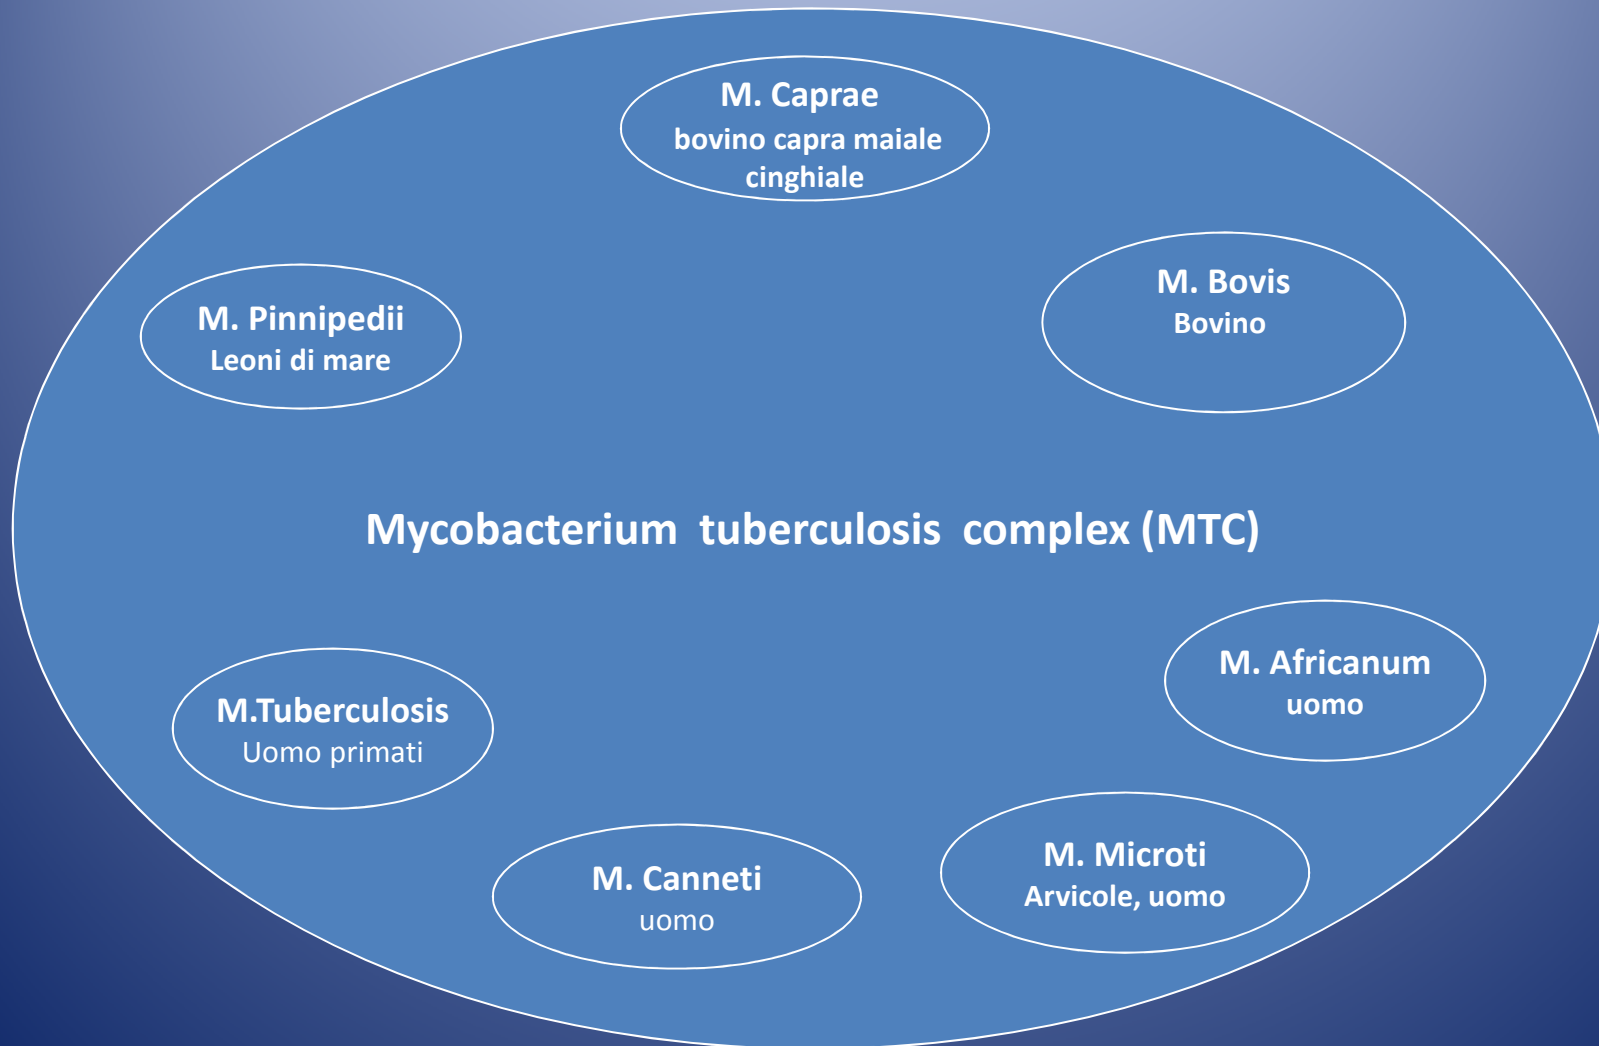 M. Caprae
bovino capra maiale
cinghiale
M. Bovis
Bovino
M. Pinnipedii
Leoni di mare
Mycobacterium tuberculosis complex (MTC)
M. Africanum
uomo
M.Tuberculosis
Uomo primati
M. Microti
Arvicole, uomo
M. Canneti
uomo